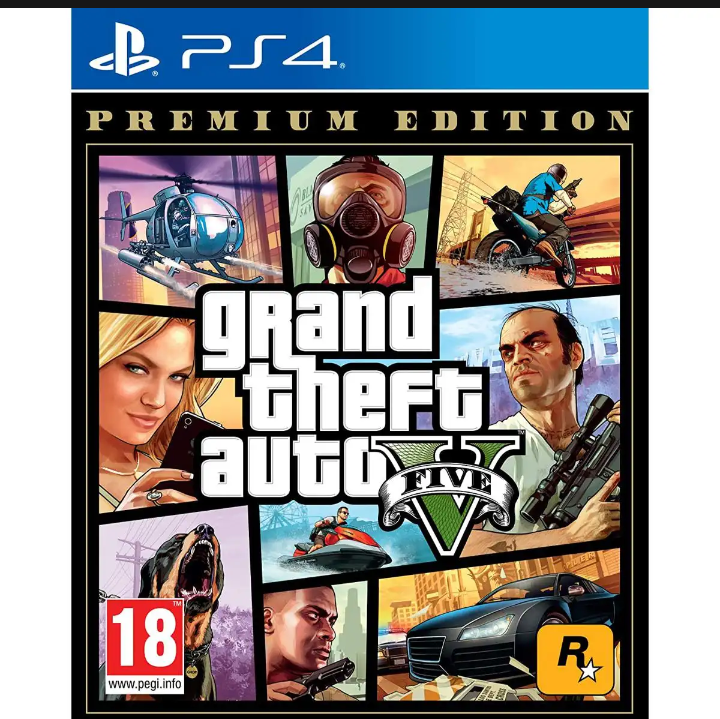 PS4
PREMIUM EDITION
grand
theft
auto V
FIVE
18
www.pegi.info
R